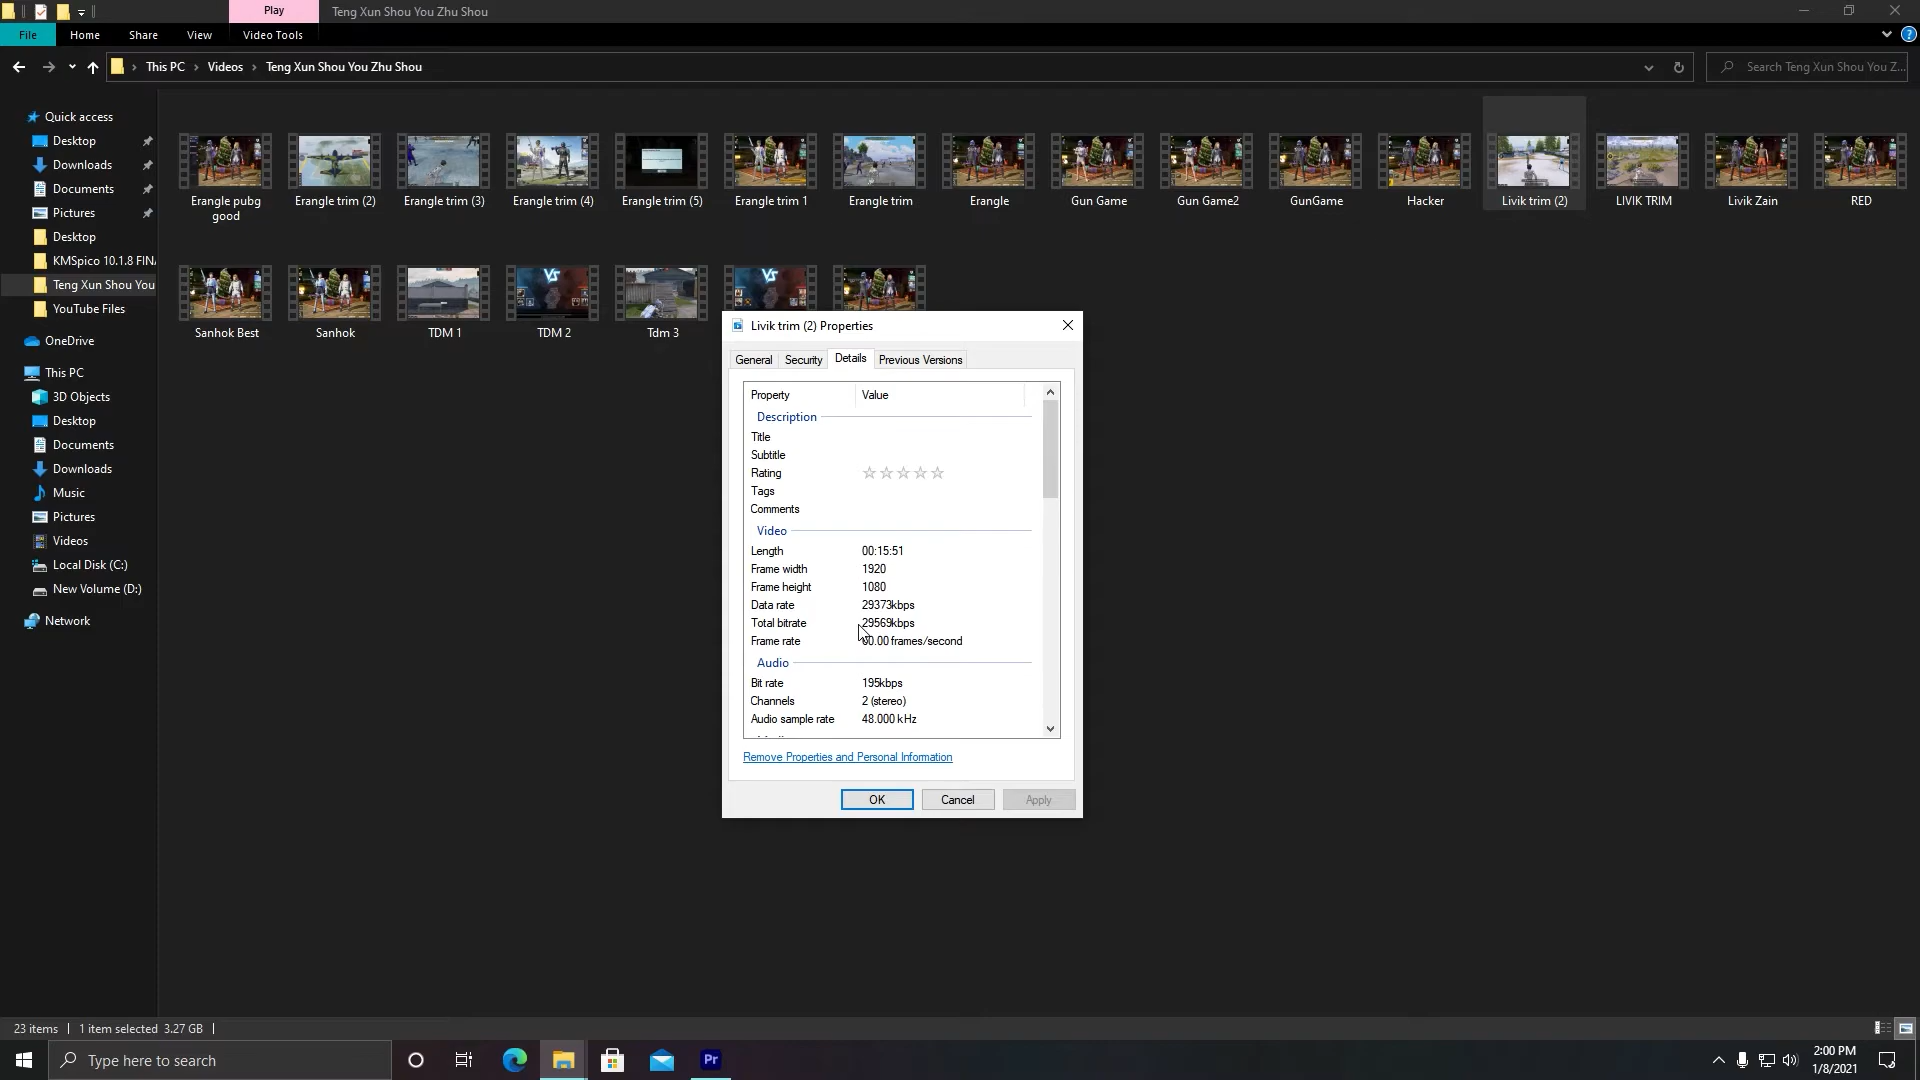 Play
Teng Xun Shou You Zhu Shou
File
Home
Share
View
Video Tools
This PC
Videos
Teng Xun Shou You Zhu Shou
Search Teng Xun Shou You Z...
Quick access
Desktop
Downloads
Documents
Pictures
Desktop
KMSpico 10.1.8 FIN
Teng Xun Shou You
YouTube Files
OneDrive
This PC
3D Objects
Desktop
Documents
Downloads
Music
Pictures
Videos
Local Disk (C:)
New Volume (D:)
Network
Erangle pubg
good
Erangle trim (2)
Erangle trim (3)
Erangle trim (4)
Erangle trim (5)
Erangle trim 1
Erangle trim
Erangle
Gun Game
Gun Game2
GunGame
Hacker
Livik trim (2)
LIVIK TRIM
Livik Zain
RED
Sanhok Best
Sanhok
TDM 1
TDM 2
Tdm 3
Livik trim (2) Properties
General
Security
Details
Previous Versions
Property
Value
Description
Title
Subtitle
Rating
Tags
Comments
Video
Length
00:15:51
Frame width
1920
Frame height
1080
Data rate
29373kbps
Total bitrate
29569kbps
Frame rate
60.00 frames/second
Audio
Bit rate
195kbps
Channels
2 (stereo)
Audio sample rate
48.000 kHz
Remove Properties and Personal Information
OK
Cancel
Apply
23 items
1 item selected 3.27 GB
Type here to search
Pr
2:00 PM
1/8/2021